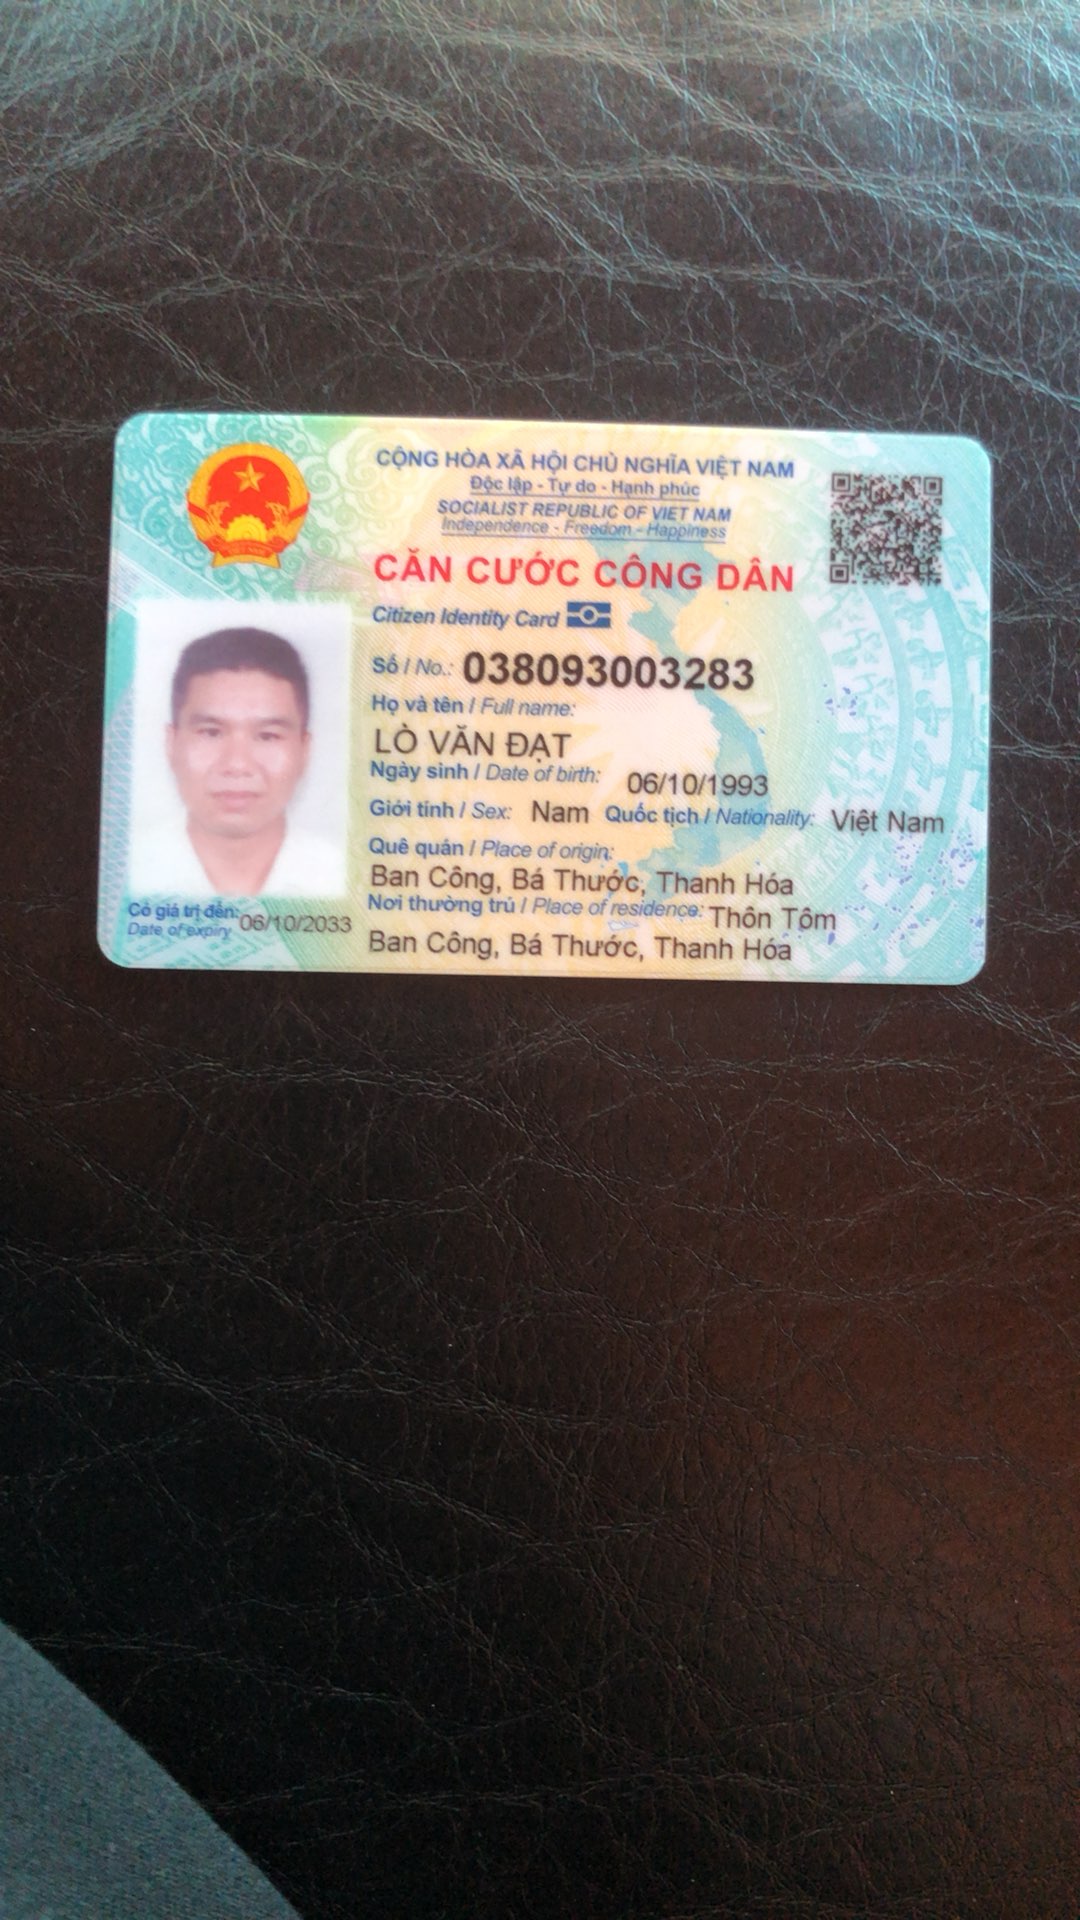 CỘNG HÒA XÃ HỘI CHỦ NGHĨA VIỆT NAM
Độc lập - Tự do - Hạnh phúc
SOCIALIST REPUBLIC OF VIET NAM
Independence - Freedom - Happiness
CĂN CƯỚC CÔNG DÂN
Citizen Identity Card
Số / No.: 038093003283
Họ và tên / Full name:
LÒ VĂN ĐẠT
Ngày sinh / Date of birth: 06/10/1993
Giới tính / Sex: Nam Quốc tịch / Nationality: Việt Nam
Quê quán / Place of origin:
Ban Công, Bá Thước, Thanh Hóa
Nơi thường trú / Place of residence: Thôn Tôm
Ban Công, Bá Thước, Thanh Hóa
Có giá trị đến: 06/10/2033
Date of expiry